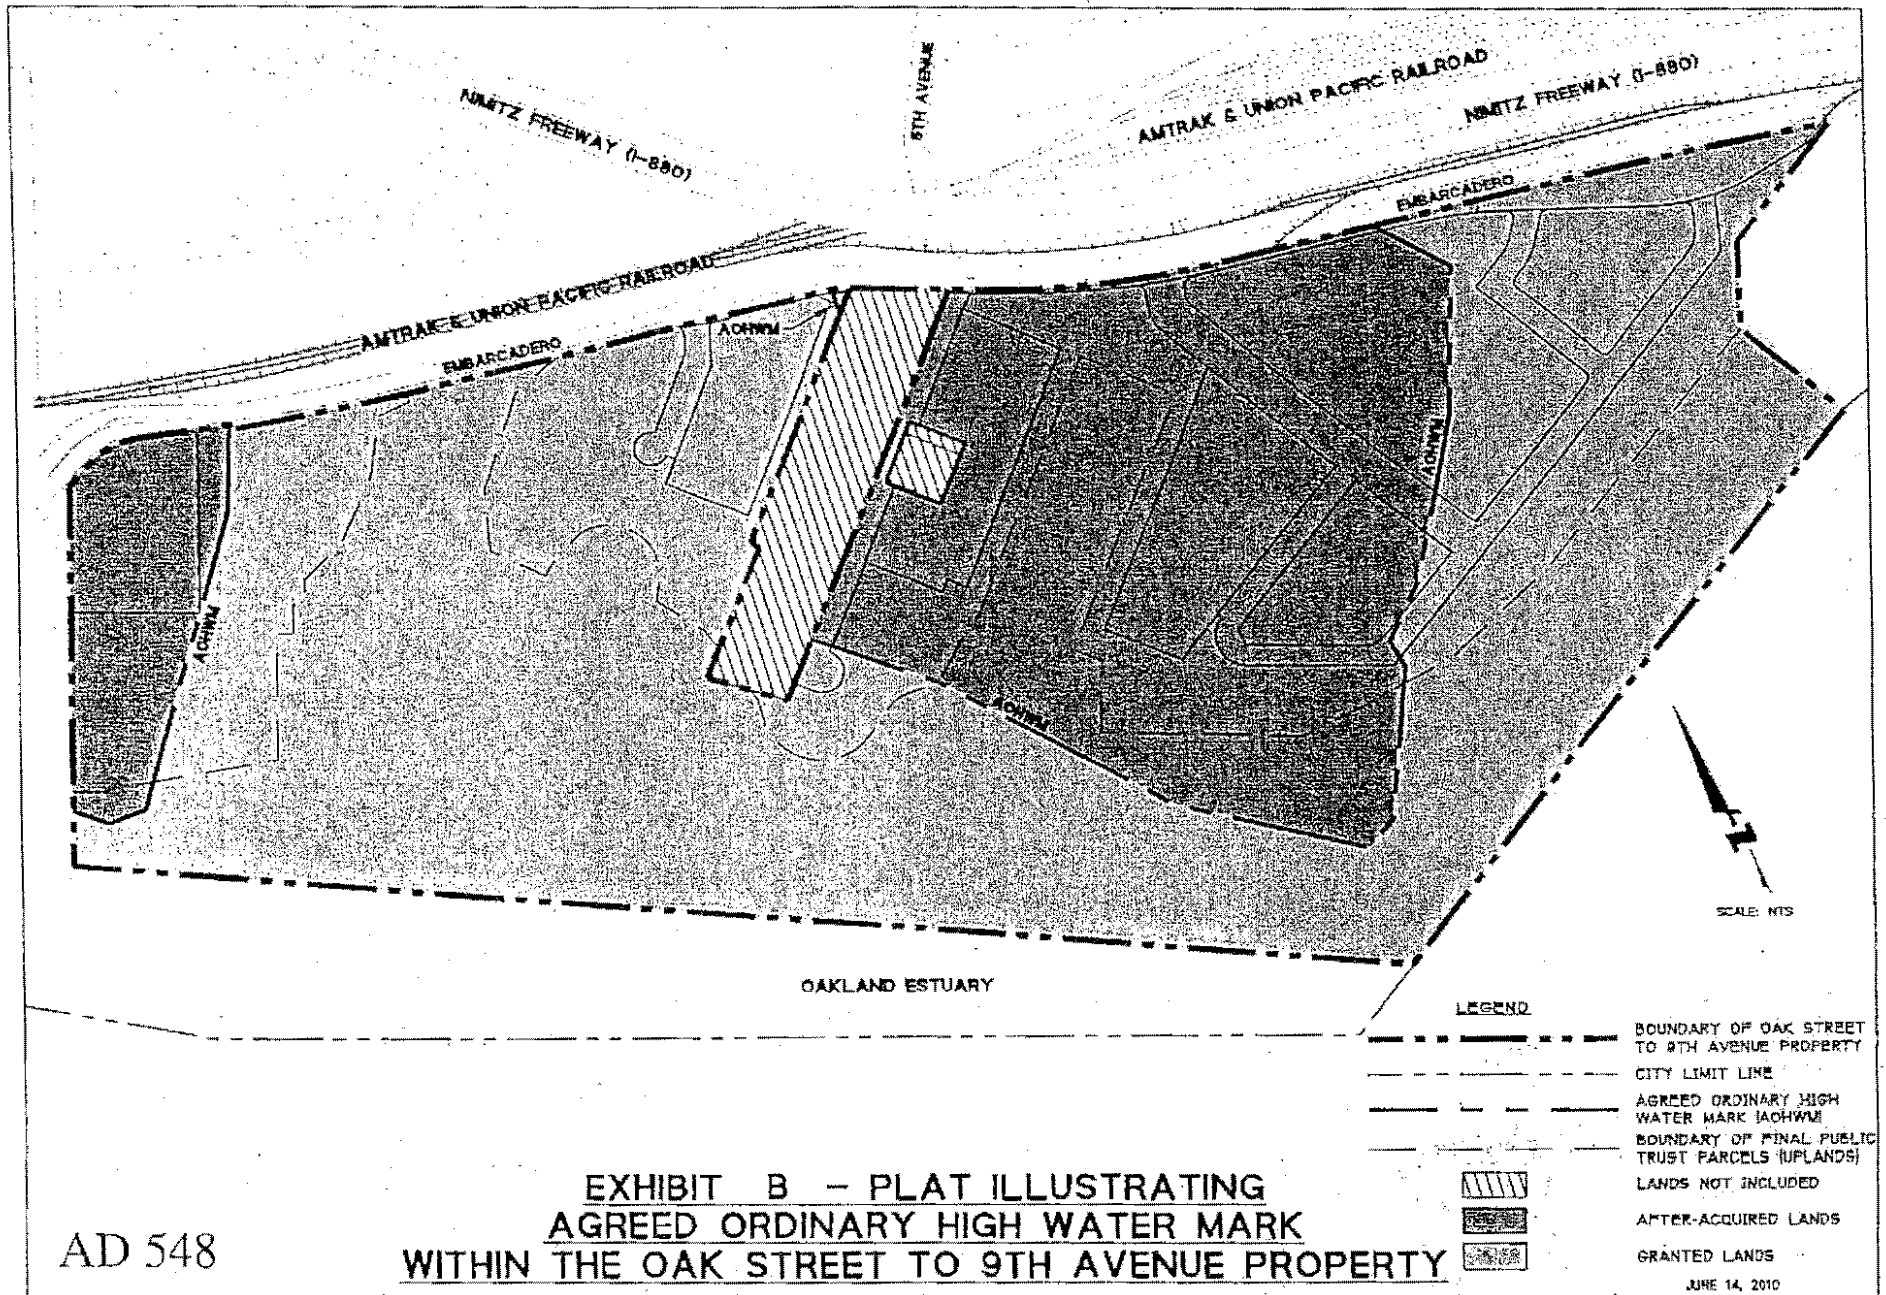 NIMITZ FREEWAY (I-880)
5TH AVENUE
AMTRAK & UNION PACIFIC RAILROAD
NIMITZ FREEWAY (I-880)
EMBARCADERO
AMTRAK & UNION PACIFIC RAILROAD
EMBARCADERO
AOHWM
AOHWM
AOHWM
AOHWM
SCALE: NTS
OAKLAND ESTUARY
LEGEND
BOUNDARY OF OAK STREET
TO 9TH AVENUE PROPERTY
CITY LIMIT LINE
AGREED ORDINARY HIGH
WATER MARK (AOHWM)
BOUNDARY OF FINAL PUBLIC
TRUST PARCELS (UPLANDS)
LANDS NOT INCLUDED
AFTER-ACQUIRED LANDS
GRANTED LANDS
JUNE 14, 2010
EXHIBIT B - PLAT ILLUSTRATING
AGREED ORDINARY HIGH WATER MARK
WITHIN THE OAK STREET TO 9TH AVENUE PROPERTY
AD 548